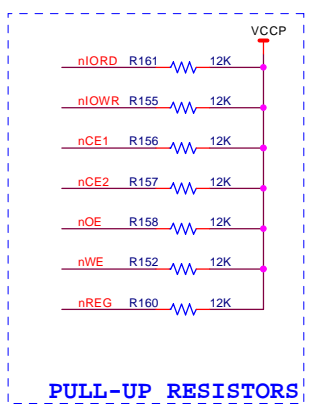 VCCP
nIORD R161 12K
nIOWR R155 12K
nCE1 R156 12K
nCE2 R157 12K
nOE R158 12K
nWE R152 12K
nREG R160 12K
PULL-UP RESISTORS